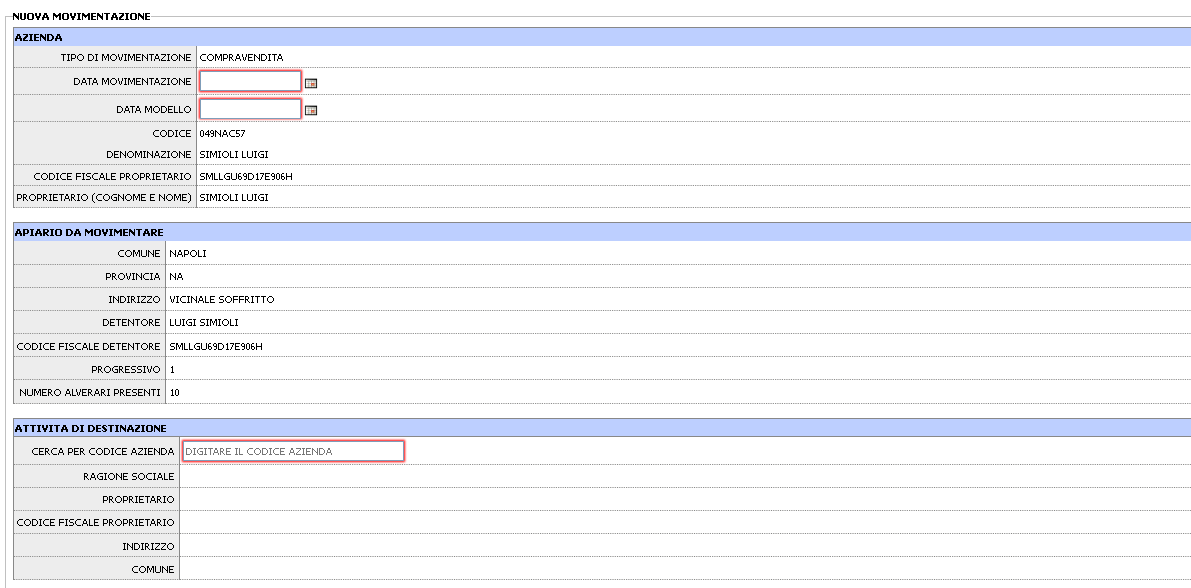 NUOVA MOVIMENTAZIONE
AZIENDA
TIPO DI MOVIMENTAZIONE COMPRAVENDITA
DATA MOVIMENTAZIONE
DATA MODELLO
CODICE 049NAC57
DENOMINAZIONE SIMIOLI LUIGI
CODICE FISCALE PROPRIETARIO SMLLGU69D17E906H
PROPRIETARIO (COGNOME E NOME) SIMIOLI LUIGI
APIARIO DA MOVIMENTARE
COMUNE NAPOLI
PROVINCIA NA
INDIRIZZO VICINALE SOFFRITTO
DETENTORE LUIGI SIMIOLI
CODICE FISCALE DETENTORE SMLLGU69D17E906H
PROGRESSIVO 1
NUMERO ALVERARI PRESENTI 10
ATTIVITA DI DESTINAZIONE
CERCA PER CODICE AZIENDA DIGITARE IL CODICE AZIENDA
RAGIONE SOCIALE
PROPRIETARIO
CODICE FISCALE PROPRIETARIO
INDIRIZZO
COMUNE